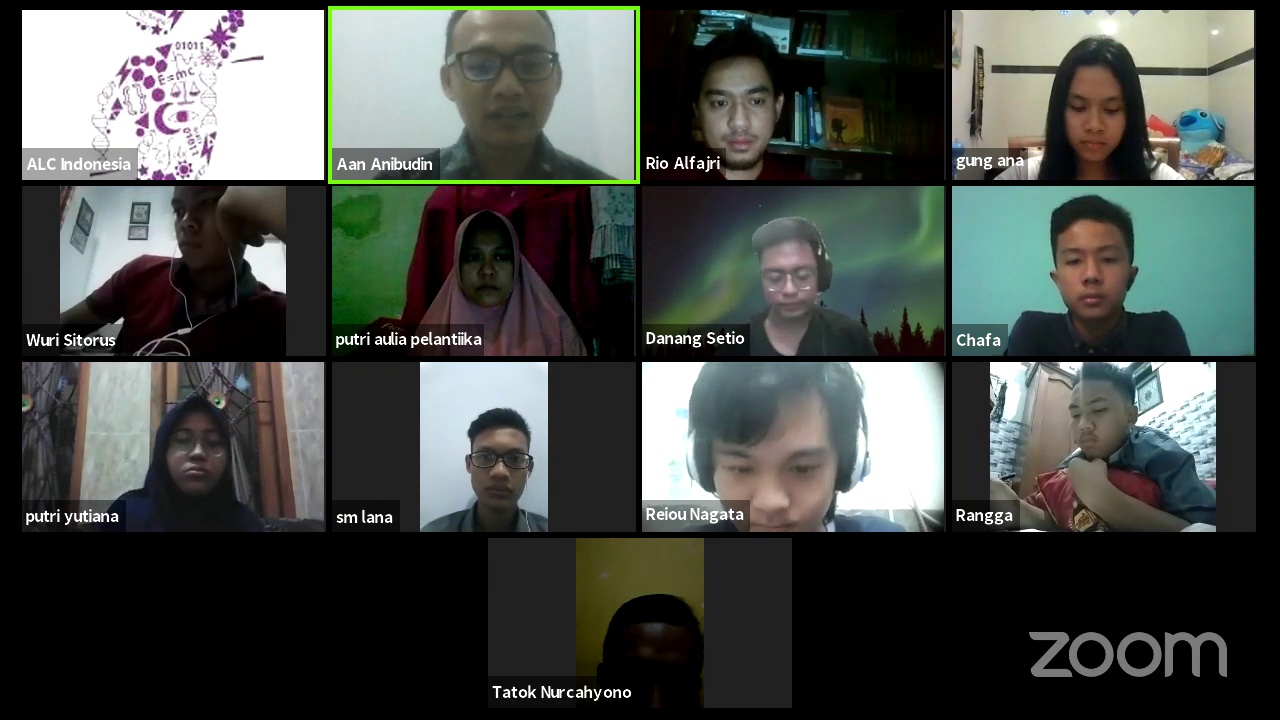 01011
E=mc
ALC Indonesia
Aan Anibudin
Rio Alfajri
gung ana
Wuri Sitorus
putri aulia pelantiika
Danang Setio
Chafa
putri yutiana
sm lana
Reiou Nagata
Rangga
Tatok Nurcahyono
zoom